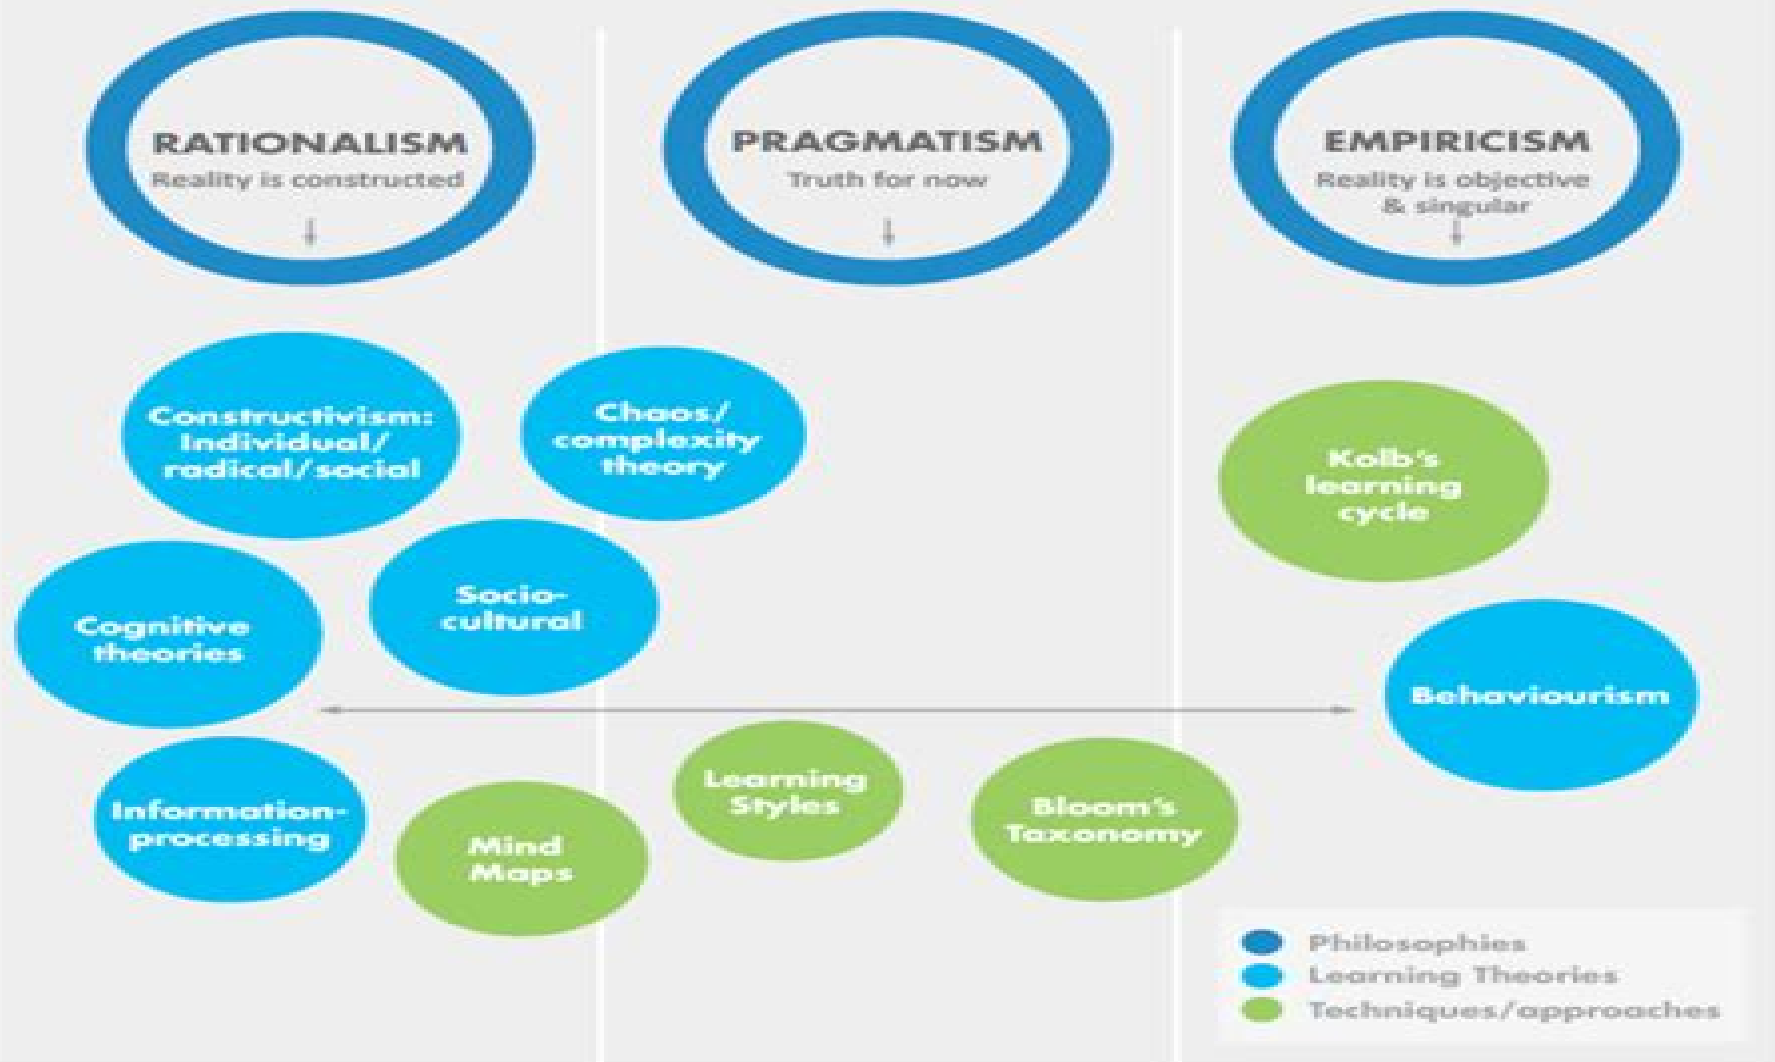 RATIONALISM
Reality is constructed
PRAGMATISM
Truth for now
EMPIRICISM
Reality is objective
& singular
Constructivism:
Individual/
radical/social
Chaos/
complexity
theory
Kolb's
learning
cycle
Cognitive
theories
Socio-
cultural
Behaviourism
Information-
processing
Mind
Maps
Learning
Styles
Bloom's
Taxonomy
Philosophies
Learning Theories
Techniques/approaches